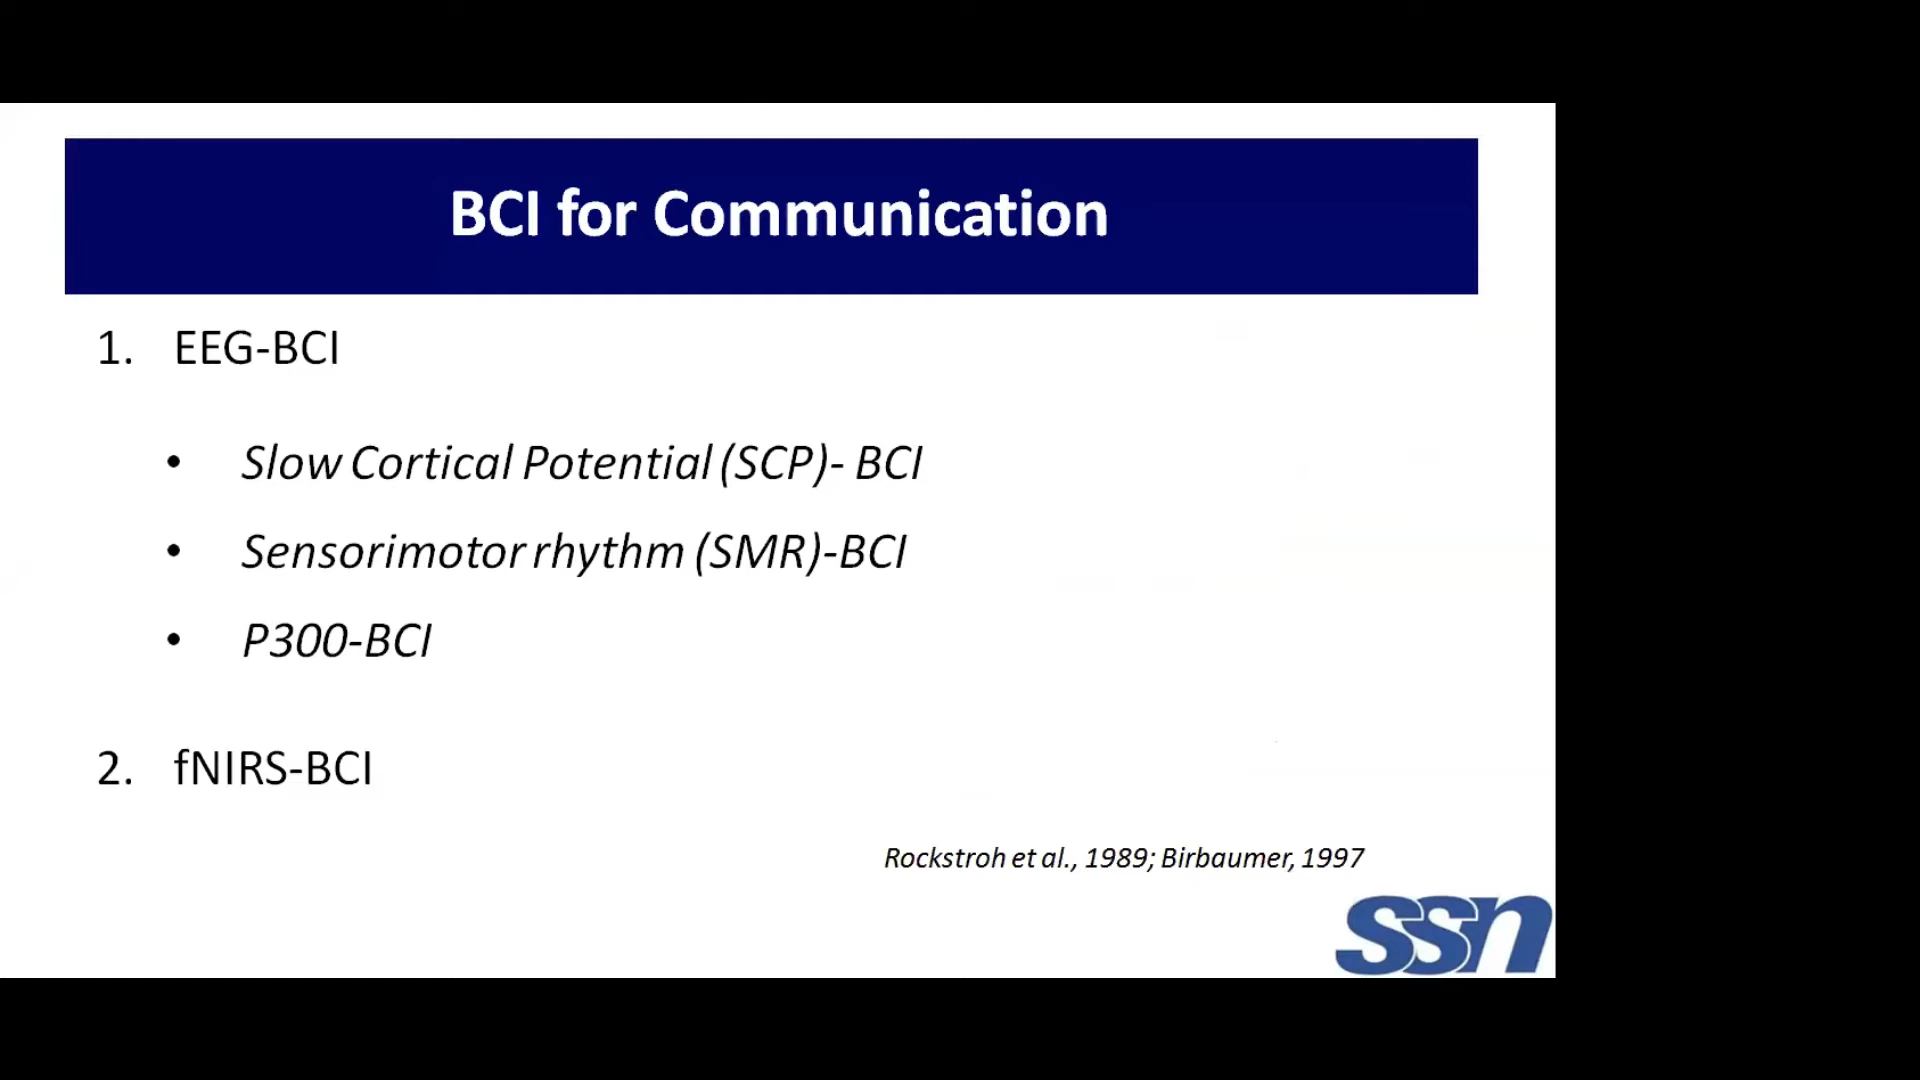 BCI for Communication
1. EEG-BCI
• Slow Cortical Potential (SCP)- BCI
• Sensorimotor rhythm (SMR)-BCI
• P300-BCI
2. fNIRS-BCI
Rockstroh et al., 1989; Birbaumer, 1997
ssn